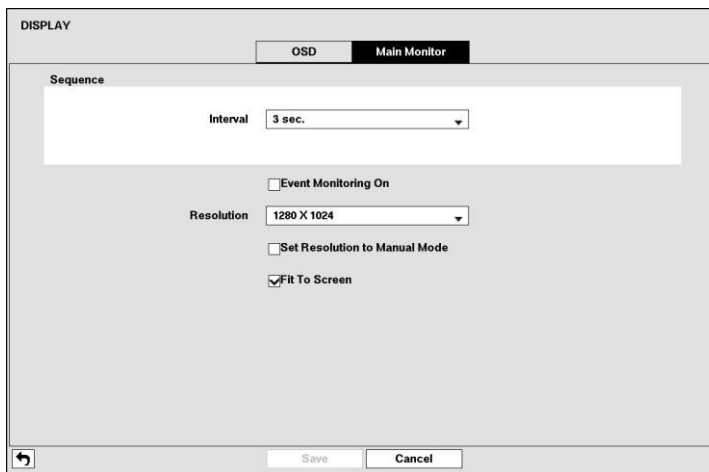 DISPLAY
OSD Main Monitor
Sequence
Interval 3 sec.
Event Monitoring On
Resolution 1280 X 1024
Set Resolution to Manual Mode
Fit To Screen
Save Cancel